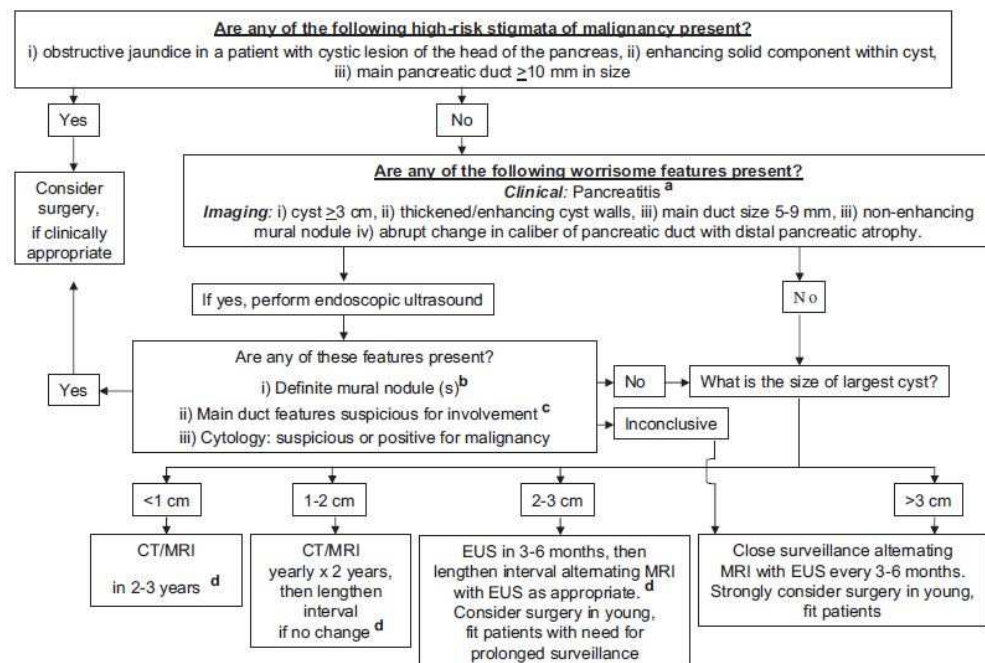 Are any of the following high-risk stigmata of malignancy present?
i) obstructive jaundice in a patient with cystic lesion of the head of the pancreas, ii) enhancing solid component within cyst,
iii) main pancreatic duct ≥10 mm in size
Yes
No
Consider
surgery,
if clinically
appropriate
Are any of the following worrisome features present?
Clinical: Pancreatitis a
Imaging: i) cyst ≥3 cm, ii) thickened/enhancing cyst walls, iii) main duct size 5-9 mm, iii) non-enhancing
mural nodule iv) abrupt change in caliber of pancreatic duct with distal pancreatic atrophy.
If yes, perform endoscopic ultrasound
No
Are any of these features present?
i) Definite mural nodule (s) b
ii) Main duct features suspicious for involvement c
iii) Cytology: suspicious or positive for malignancy
Yes
No
Inconclusive
What is the size of largest cyst?
<1 cm
1-2 cm
2-3 cm
>3 cm
CT/MRI
in 2-3 years d
CT/MRI
yearly x 2 years,
then lengthen
interval
if no change d
EUS in 3-6 months, then
lengthen interval alternating MRI
with EUS as appropriate. d
Consider surgery in young,
fit patients with need for
prolonged surveillance
Close surveillance alternating
MRI with EUS every 3-6 months.
Strongly consider surgery in young,
fit patients